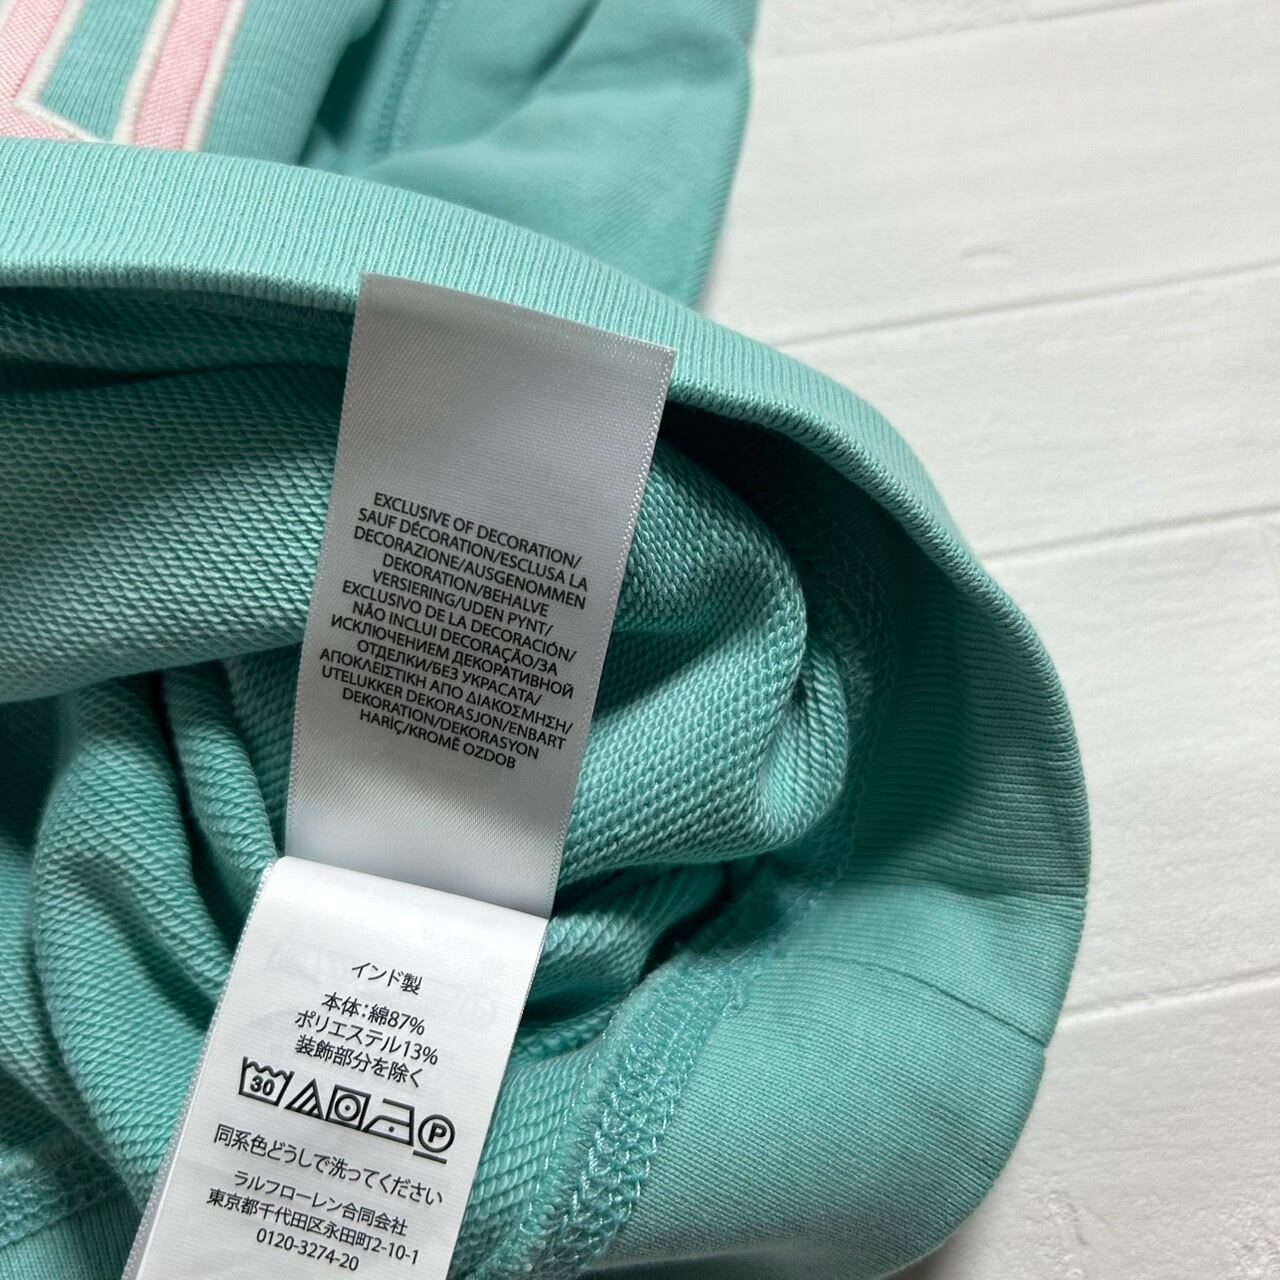 EXCLUSIVE OF DECORATION/
SAUF DÉCORATION/ESCLUSA LA
DECORAZIONE/AUSGENOMMEN
DEKORATION/BEHALVE
VERSIERING/UDEN PYNT/
EXCLUSIVO DE LA DECORACIÓN/
NÃO INCLUI DECORAÇÃO/ЗА
ИСКЛЮЧЕНИЕМ ДЕКОРАТИВНОЙ
ОТДЕЛКИ/БЕЗ УКРАСАТА/
ΑΠΟΚΛΕΙΣΤΙΚΗ ΑΠΟ ΔΙΑΚΟΣΜΗΣΗ/
UTELUKKER DEKORASJON/ENBART
DEKORATION/DEKORASYON
HARİÇ/KROMĚ OZDOB
インド製
本体:綿87%
ポリエステル13%
装飾部分を除く
30 P
同系色どうしで洗ってください
ラルフローレン合同会社
東京都千代田区永田町2-10-1
0120-3274-20